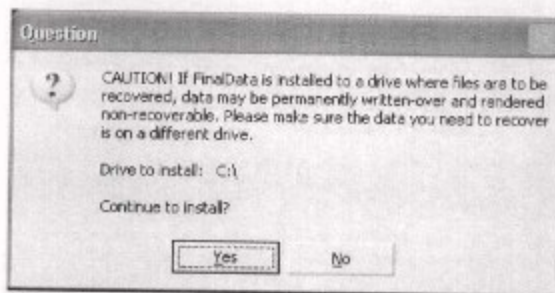 Question
?
CAUTION! If FinalData is installed to a drive where files are to be
recovered, data may be permanently written-over and rendered
non-recoverable. Please make sure the data you need to recover
is on a different drive.
Drive to install: C:\
Continue to install?
Yes No